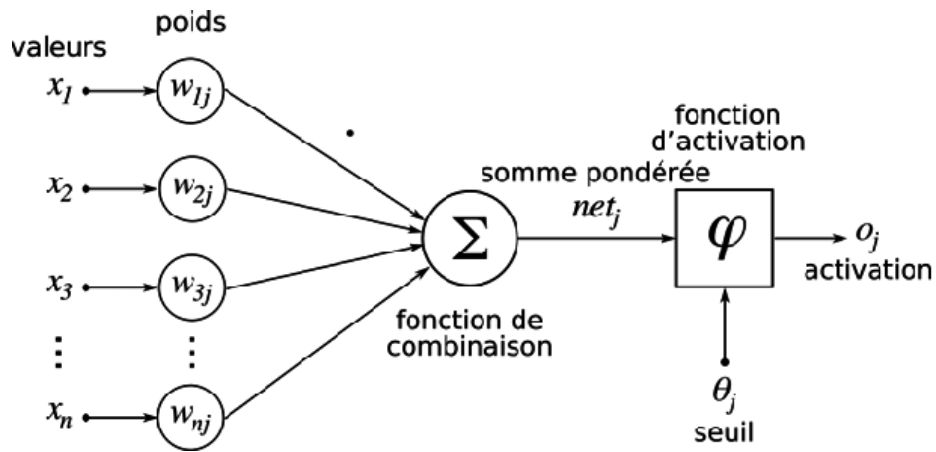 poids
valeurs
x1 w1j
fonction
d'activation
x2 w2j
somme pondérée
netj
Σ φ oj
activation
x3 w3j
fonction de
combinaison
⋮ ⋮
xn wnj
θj
seuil